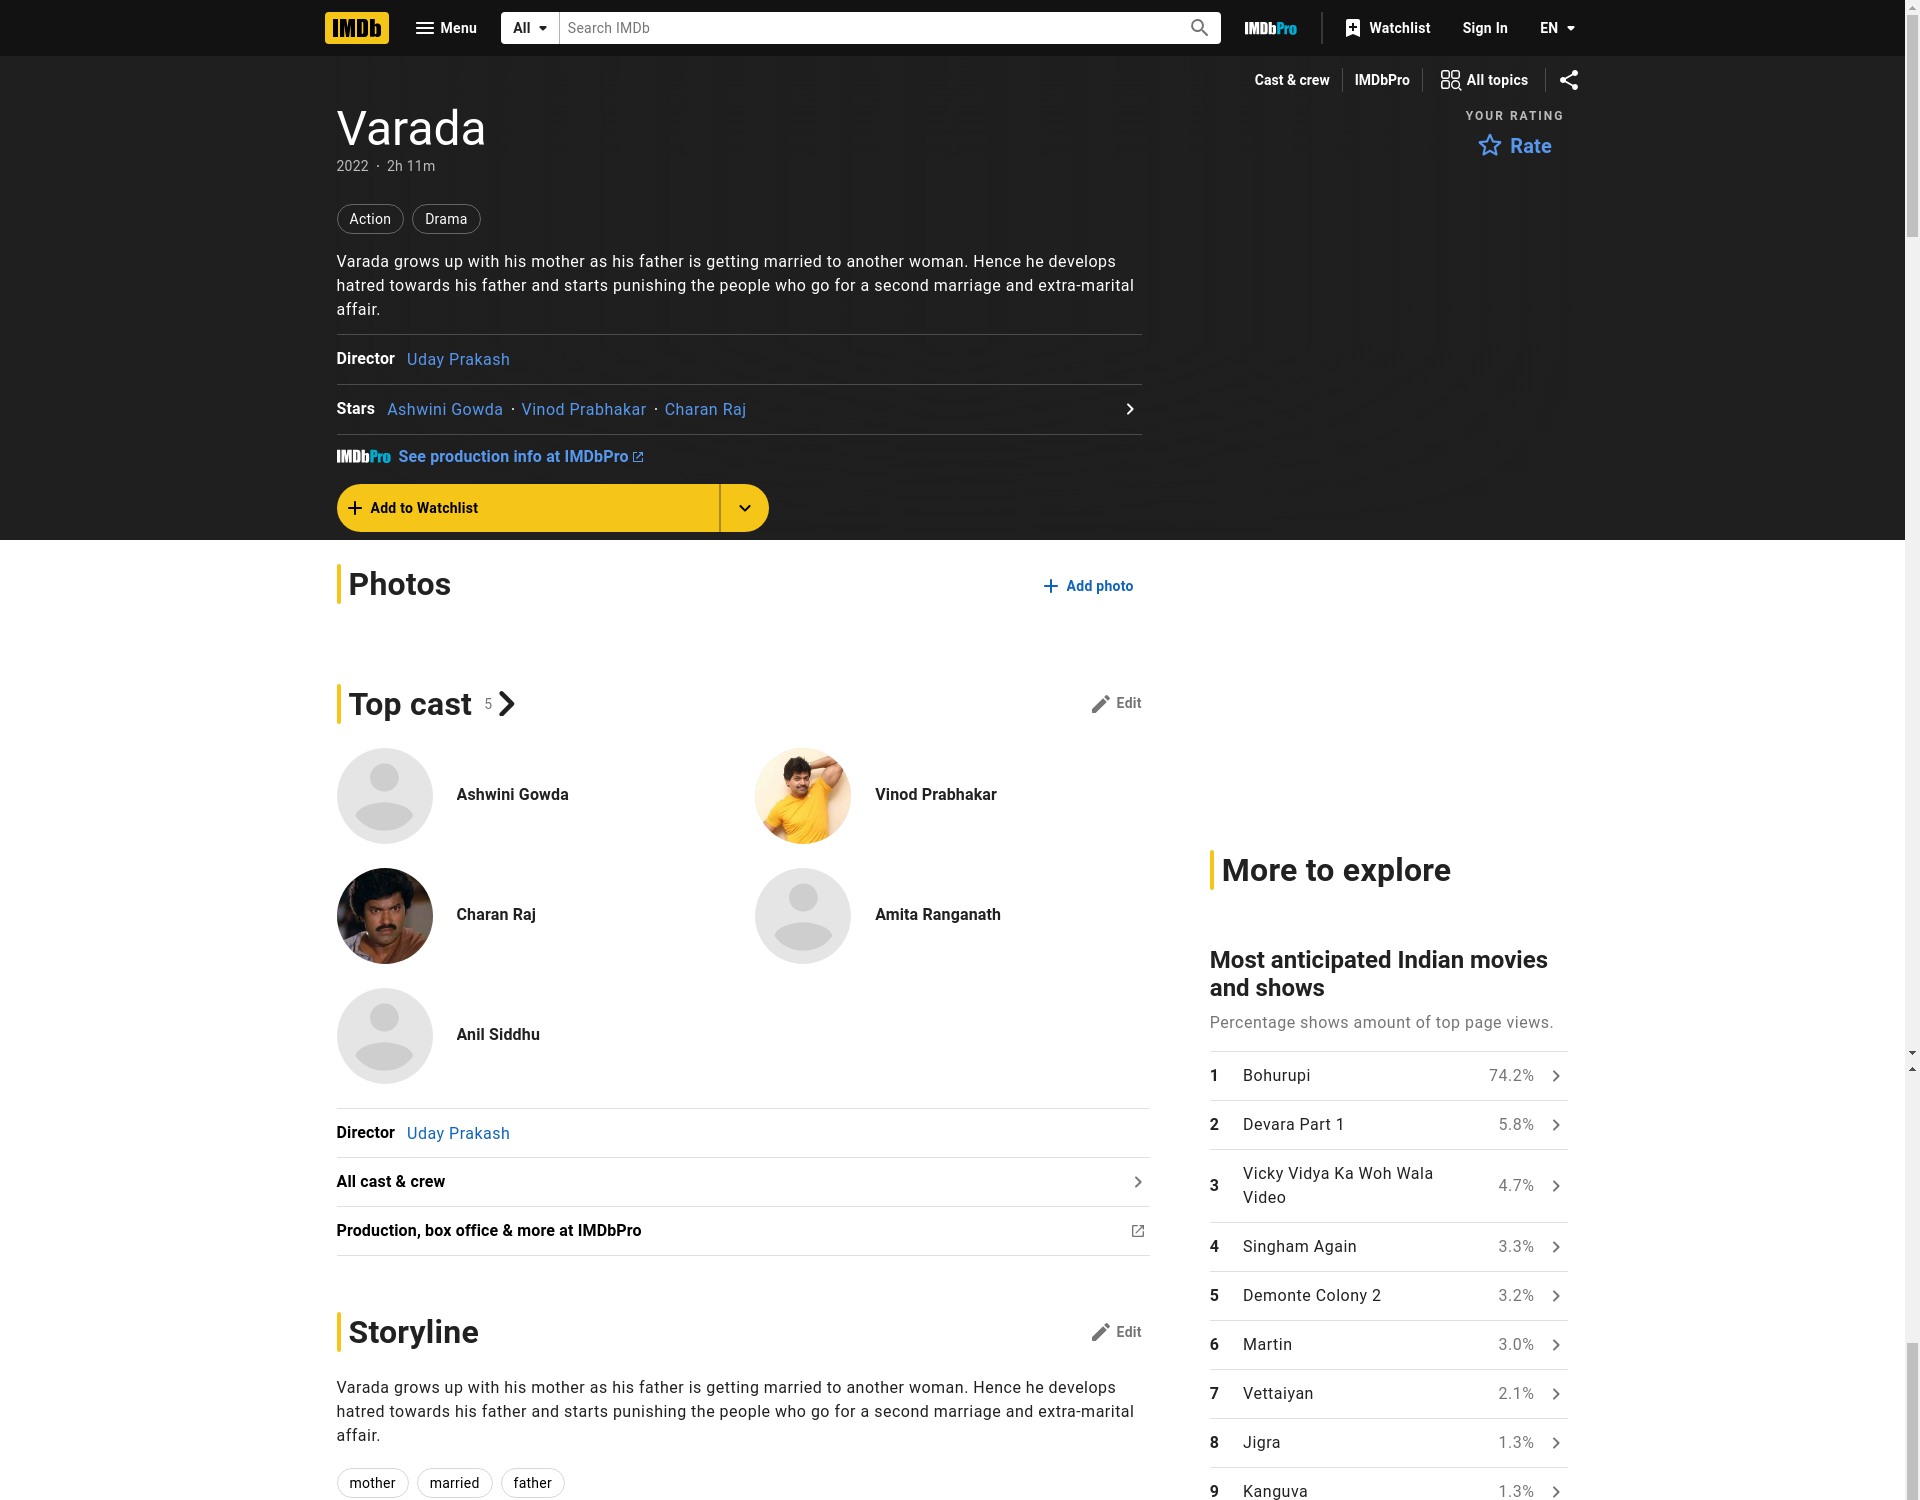 IMDb
Menu
All
Search IMDb
IMDbPro
Watchlist
Sign In
EN
Cast & crew
IMDbPro
All topics
Varada
YOUR RATING
Rate
2022 · 2h 11m
Action
Drama
Varada grows up with his mother as his father is getting married to another woman. Hence he develops
hatred towards his father and starts punishing the people who go for a second marriage and extra-marital
affair.
Director Uday Prakash
Stars Ashwini Gowda · Vinod Prabhakar · Charan Raj
IMDbPro See production info at IMDbPro
Add to Watchlist
Photos
Add photo
Top cast 5
Edit
Ashwini Gowda
Vinod Prabhakar
Charan Raj
Amita Ranganath
Anil Siddhu
Director Uday Prakash
All cast & crew
Production, box office & more at IMDbPro
Storyline
Edit
Varada grows up with his mother as his father is getting married to another woman. Hence he develops
hatred towards his father and starts punishing the people who go for a second marriage and extra-marital
affair.
mother
married
father
More to explore
Most anticipated Indian movies
and shows
Percentage shows amount of top page views.
1 Bohurupi 74.2%
2 Devara Part 1 5.8%
3 Vicky Vidya Ka Woh Wala
Video 4.7%
4 Singham Again 3.3%
5 Demonte Colony 2 3.2%
6 Martin 3.0%
7 Vettaiyan 2.1%
8 Jigra 1.3%
9 Kanguva 1.3%